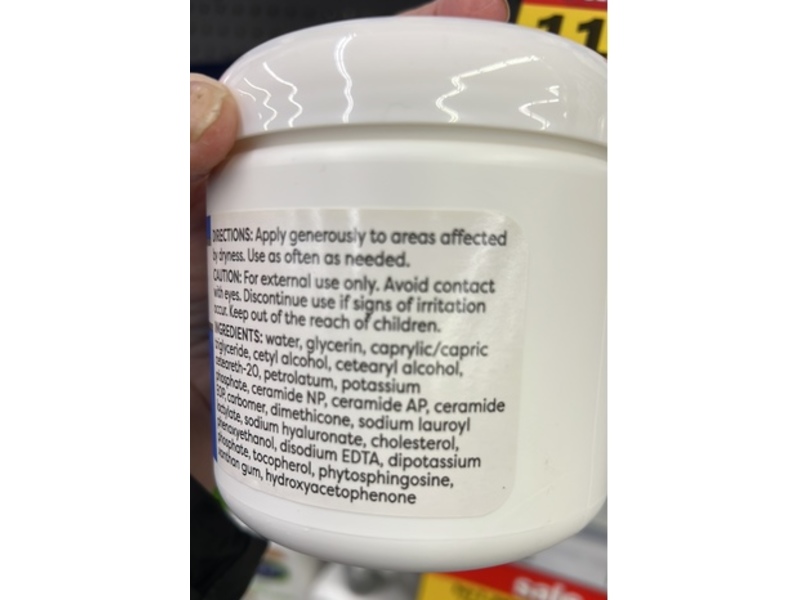 11
DIRECTIONS: Apply generously to areas affected
by dryness. Use as often as needed.
CAUTION: For external use only. Avoid contact
with eyes. Discontinue use if signs of irritation
occur. Keep out of the reach of children.
INGREDIENTS: water, glycerin, caprylic/capric
triglyceride, cetyl alcohol, cetearyl alcohol,
ceteareth-20, petrolatum, potassium
phosphate, ceramide NP, ceramide AP, ceramide
EOP, carbomer, dimethicone, sodium lauroyl
lactylate, sodium hyaluronate, cholesterol,
phenoxyethanol, disodium EDTA, dipotassium
phosphate, tocopherol, phytosphingosine,
xanthan gum, hydroxyacetophenone
sale